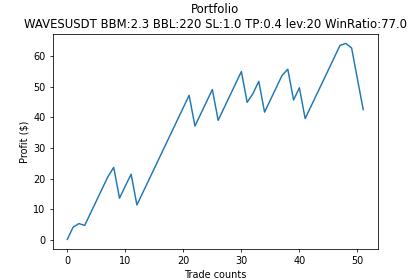 Portfolio
WAVESUSDT BBM:2.3 BBL:220 SL:1.0 TP:0.4 lev:20 WinRatio:77.0
60
50
40
30
20
10
0
Profit ($)
0 10 20 30 40 50
Trade counts